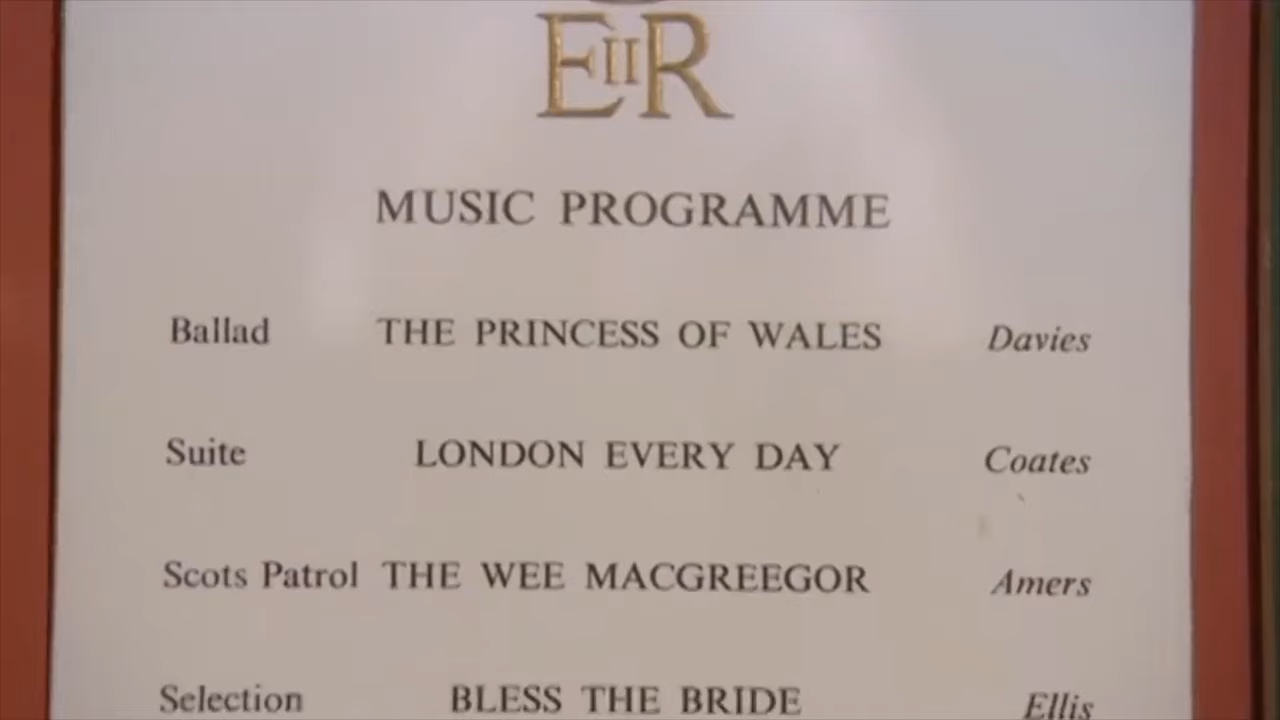 EIIR
MUSIC PROGRAMME
Ballad THE PRINCESS OF WALES Davies
Suite LONDON EVERY DAY Coates
Scots Patrol THE WEE MACGREEGOR Amers
Selection BLESS THE BRIDE Ellis